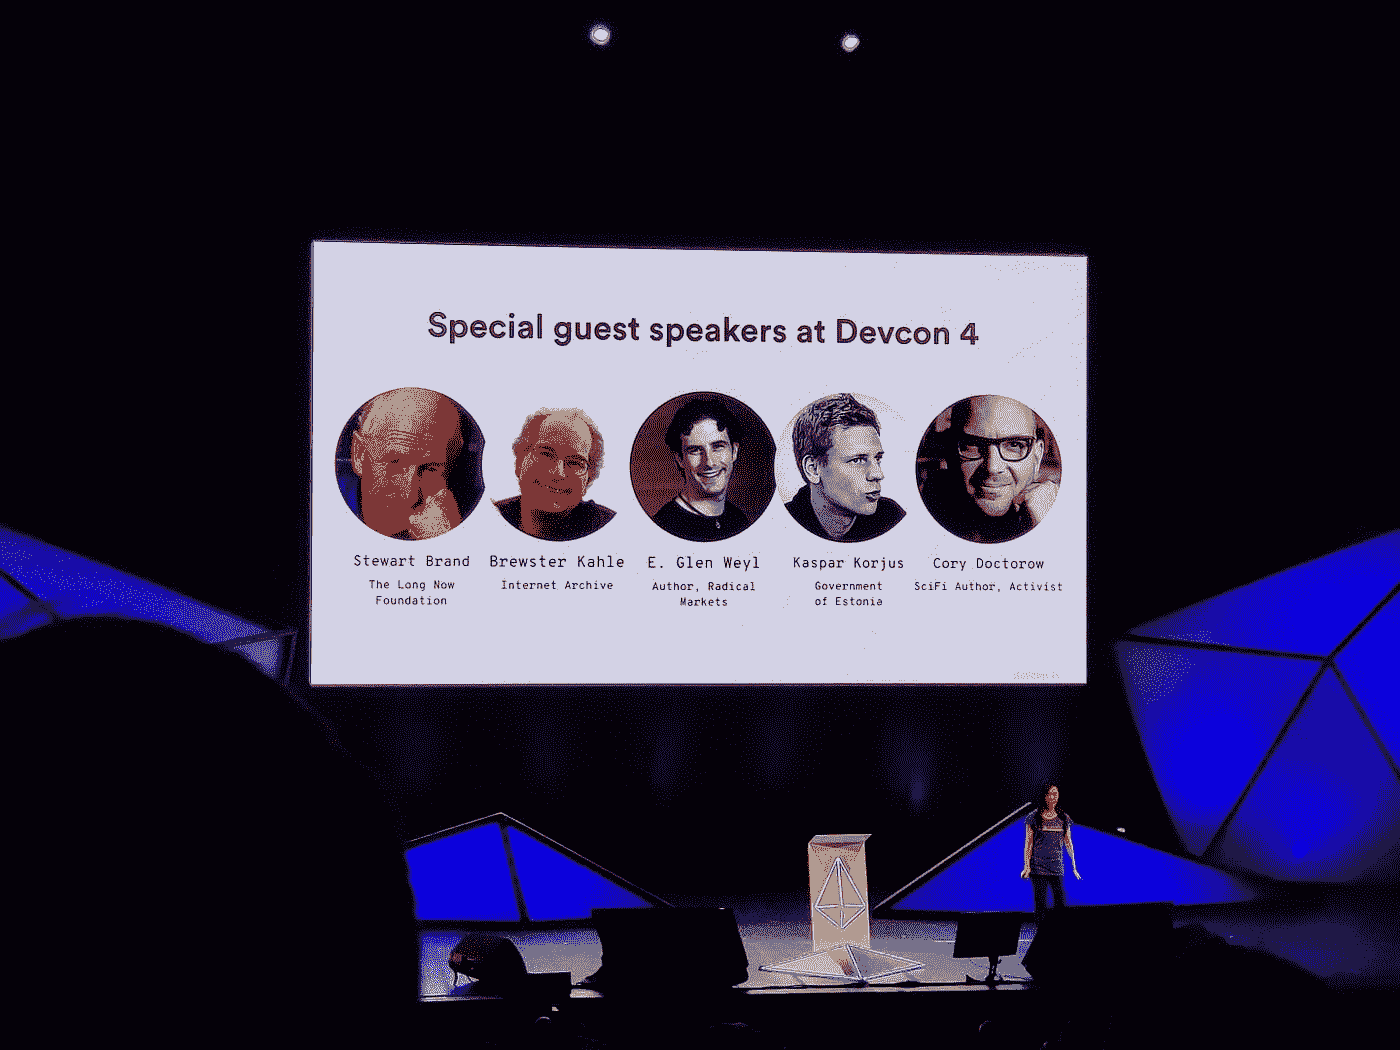 Special guest speakers at Devcon 4
Stewart Brand
The Long Now
Foundation
Brewster Kahle
Internet Archive
E. Glen Weyl
Author, Radical
Markets
Kaspar Korjus
Government
of Estonia
Cory Doctorow
SciFi Author, Activist